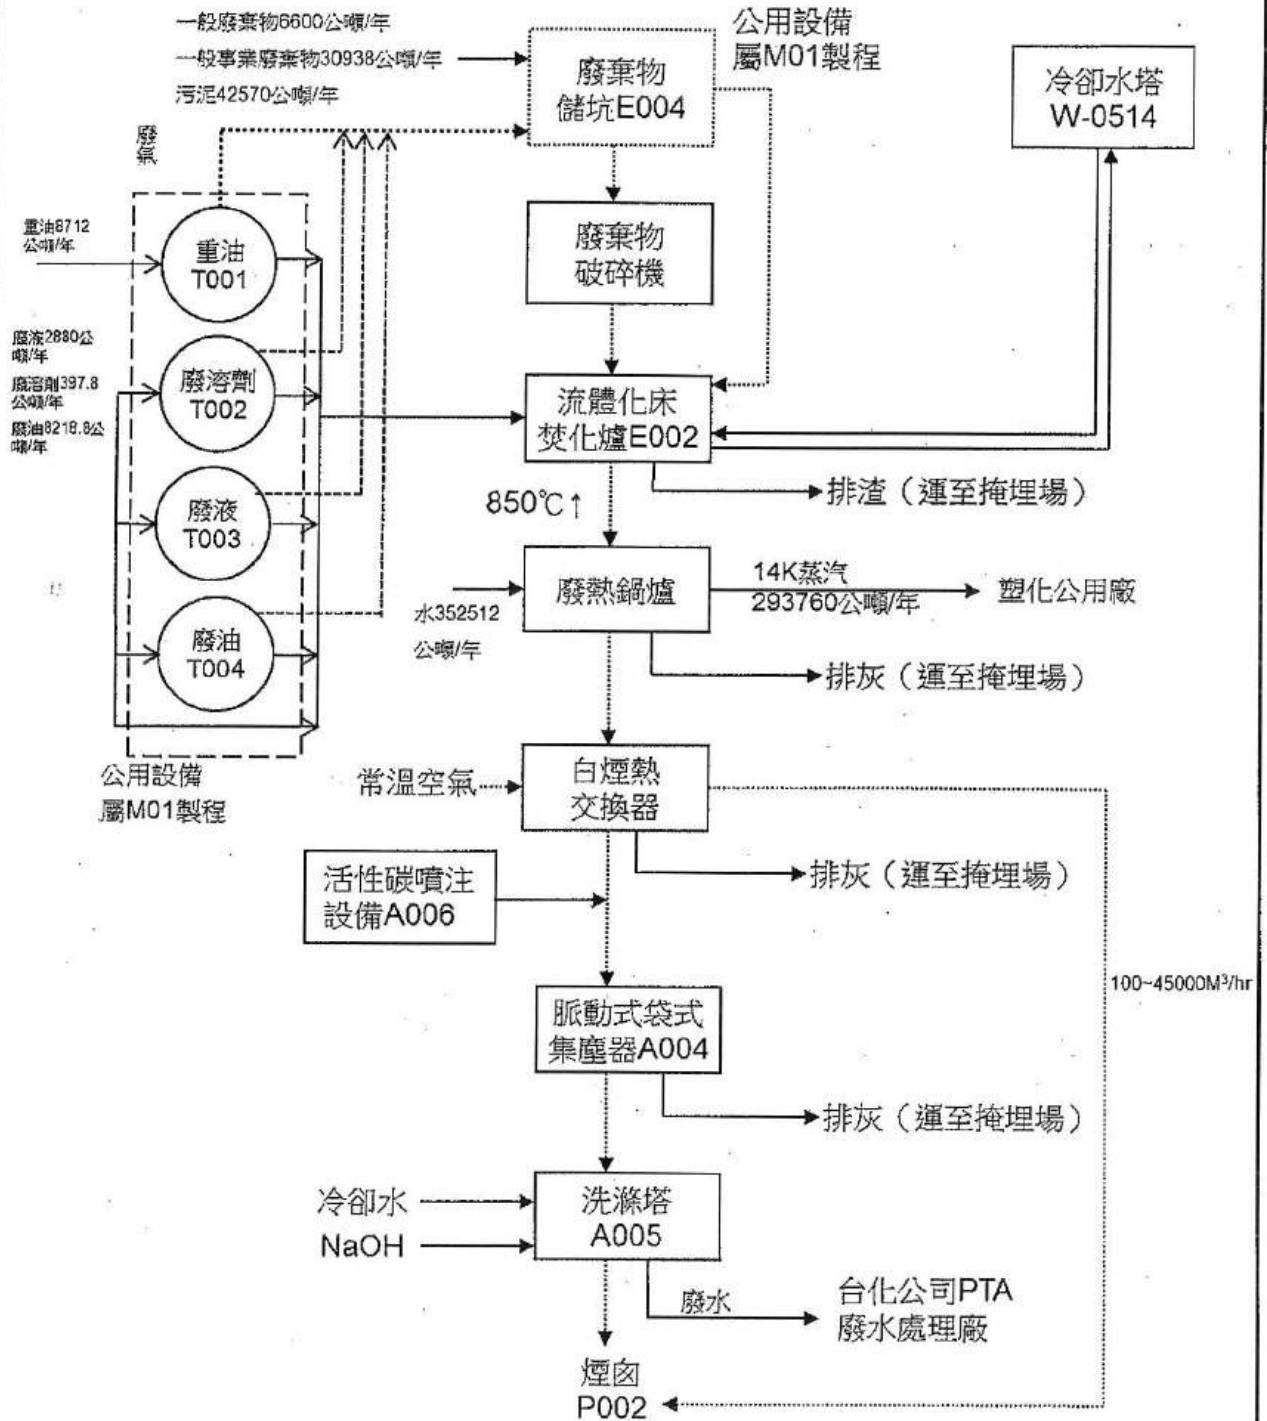 一般廢棄物6600公噸/年
一般事業廢棄物30938公噸/年
污泥42570公噸/年
廢棄物
儲坑E004
公用設備
屬M01製程
冷卻水塔
W-0514
廢
氣
重油8712
公噸/年
重油
T001
廢棄物
破碎機
廢液2880公
噸/年
廢溶劑397.8
公噸/年
廢油8218.8公
噸/年
廢溶劑
T002
流體化床
焚化爐E002
排渣（運至掩埋場）
850℃↑
廢液
T003
廢熱鍋爐
14K蒸汽
293760公噸/年
塑化公用廠
水352512
公噸/年
廢油
T004
排灰（運至掩埋場）
公用設備
屬M01製程
常溫空氣
白煙熱
交換器
排灰（運至掩埋場）
活性碳噴注
設備A006
100~45000M³/hr
脈動式袋式
集塵器A004
排灰（運至掩埋場）
冷卻水
NaOH
洗滌塔
A005
廢水
台化公司PTA
廢水處理廠
煙囪
P002